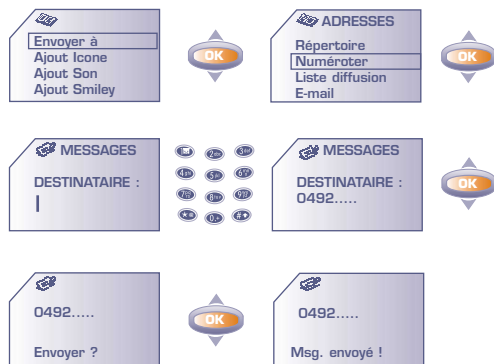 Envoyer à
Ajout Icone
Ajout Son
Ajout Smiley
OK
ADRESSES
Répertoire
Numéroter
Liste diffusion
E-mail
OK
MESSAGES
DESTINATAIRE :
MESSAGES
DESTINATAIRE :
0492.....
OK
0492.....
Envoyer ?
OK
0492.....
Msg. envoyé !